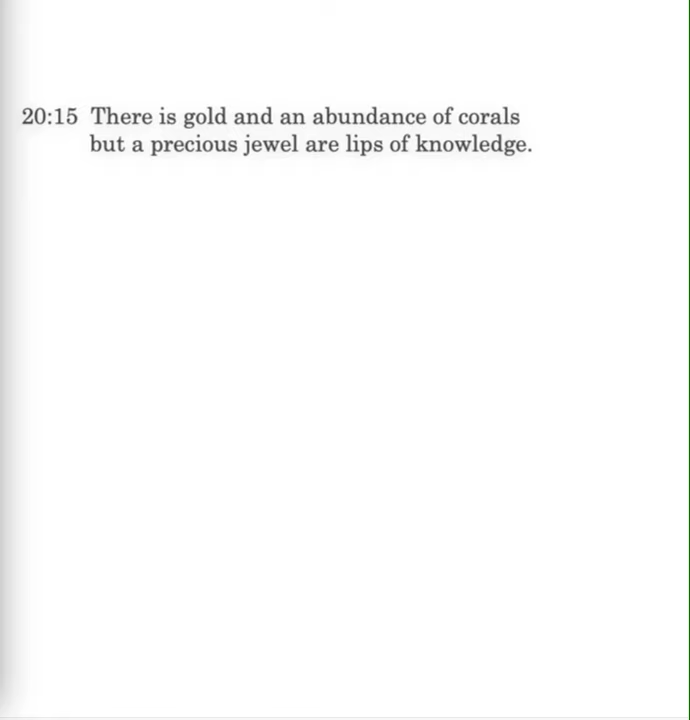 20:15 There is gold and an abundance of corals
but a precious jewel are lips of knowledge.